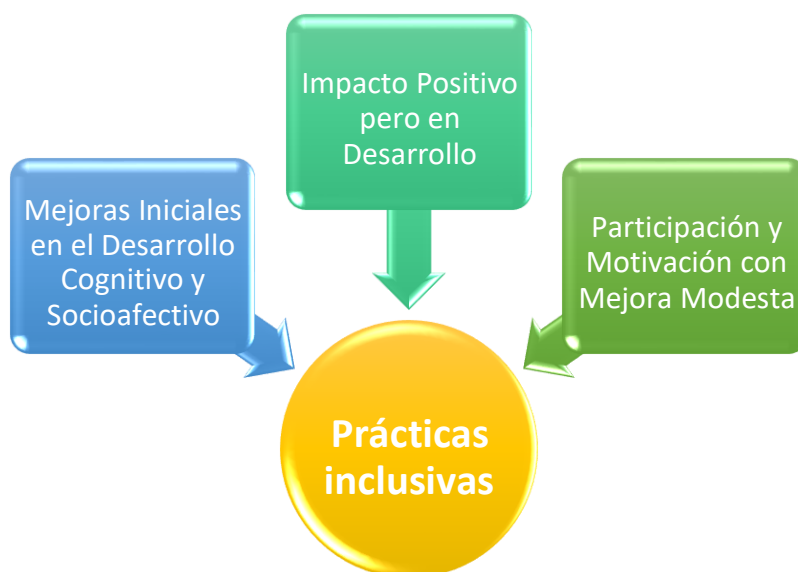 Mejoras Iniciales
en el Desarrollo
Cognitivo y
Socioafectivo
Impacto Positivo
pero en
Desarrollo
Participación y
Motivación con
Mejora Modesta
Prácticas
inclusivas